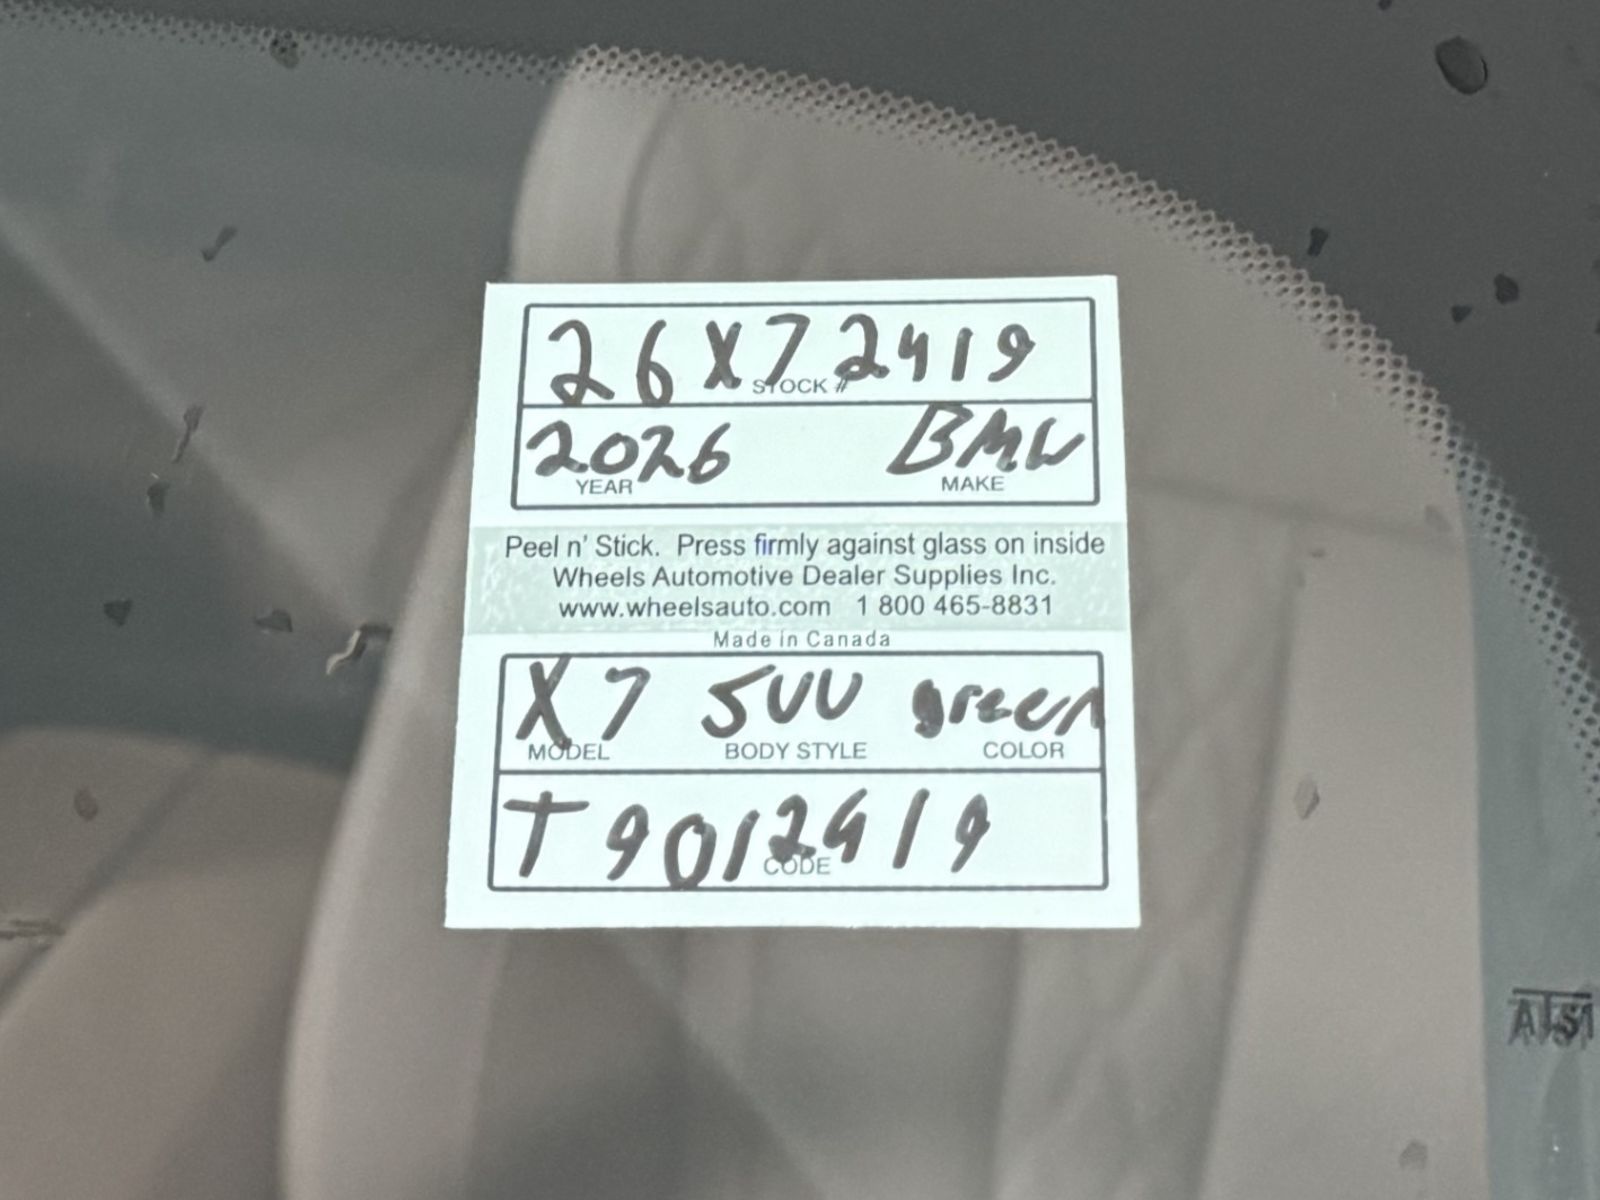 26X72419
STOCK #
2026 BMW
YEAR MAKE
Peel n' Stick. Press firmly against glass on inside
Wheels Automotive Dealer Supplies Inc.
www.wheelsauto.com 1 800 465-8831
Made in Canada
X7 SUV green
MODEL BODY STYLE COLOR
T9012419
CODE